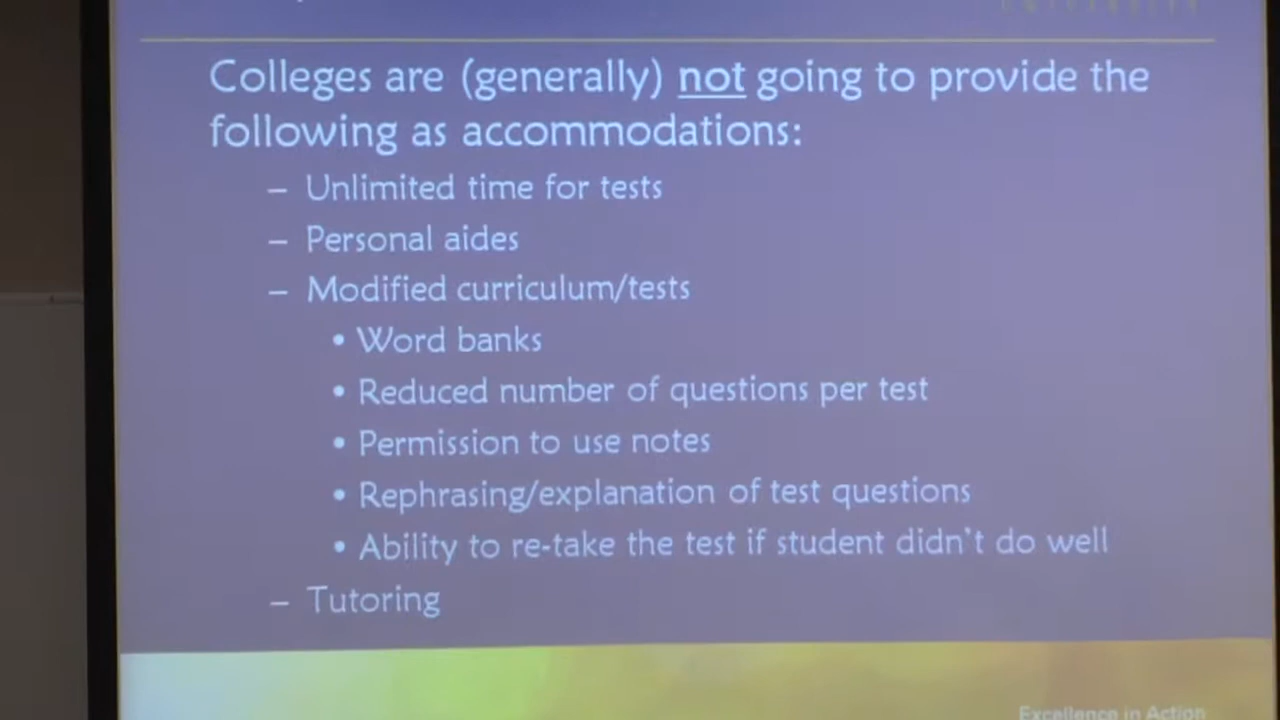 Colleges are (generally) not going to provide the
following as accommodations:
– Unlimited time for tests
– Personal aides
– Modified curriculum/tests
• Word banks
• Reduced number of questions per test
• Permission to use notes
• Rephrasing/explanation of test questions
• Ability to re-take the test if student didn't do well
– Tutoring
Excellence in Action